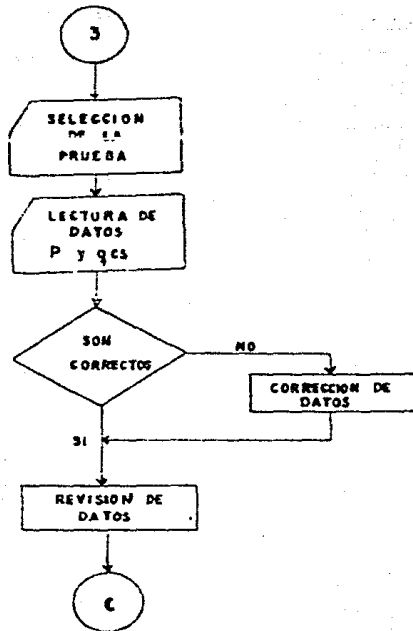 3
SELECCION
DE LA
PRUEBA
LECTURA DE
DATOS
P y qcs
SON
CORRECTOS
NO
CORRECCION DE
DATOS
SI
REVISION DE
DATOS
C